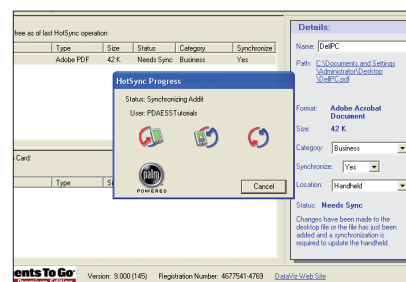 free as of last HotSync operation
Type Size Status Category Synchronize
Adobe PDF 42 K Needs Sync Business Yes
HotSync Progress
Status: Synchronizing Addit
User: PDAESSTutorials
palm
POWERED
Cancel
Card:
Type Si
Details:
Name: DellPC
Path: C:\Documents and Settings
\Administrator\Desktop
\DellPC.pdf
Format: Adobe Acrobat
Document
Size: 42 K
Category: Business
Synchronize: Yes
Location: Handheld
Status: Needs Sync
Changes have been made to the
desktop file or the file has just been
added and a synchronization is
required to update the handheld.
ents To Go
Premium Edition
Version: 9.000 (145) Registration Number: 4677541-4769 DataViz Web Site